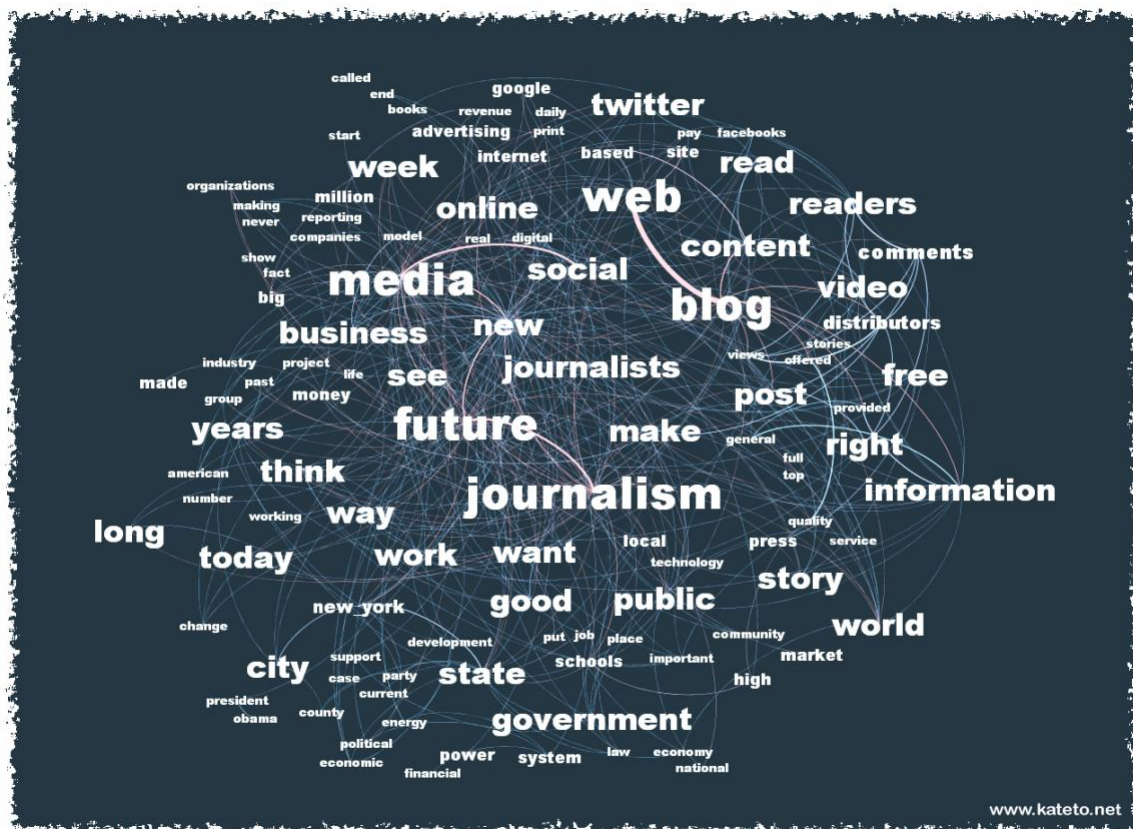 called
end
google
books
revenue
daily
twitter
start
advertising
print
pay
facebooks
week
internet
based
site
read
organizations
million
web
making
online
readers
never
reporting
companies
model
real
digital
content
comments
show
fact
media
social
big
blog
video
business
new
distributors
stories
industry
project
journalists
views
offered
made
past
life
see
free
group
money
post
provided
years
future
make
general
right
american
think
full
top
number
journalism
information
working
way
long
quality
today
work
want
local
press
service
technology
story
new_york
good
public
change
world
development
put
job
place
community
city
support
state
schools
important
market
case
party
high
president
current
obama
county
energy
government
political
economic
power
system
law
economy
financial
national
www.kateto.net